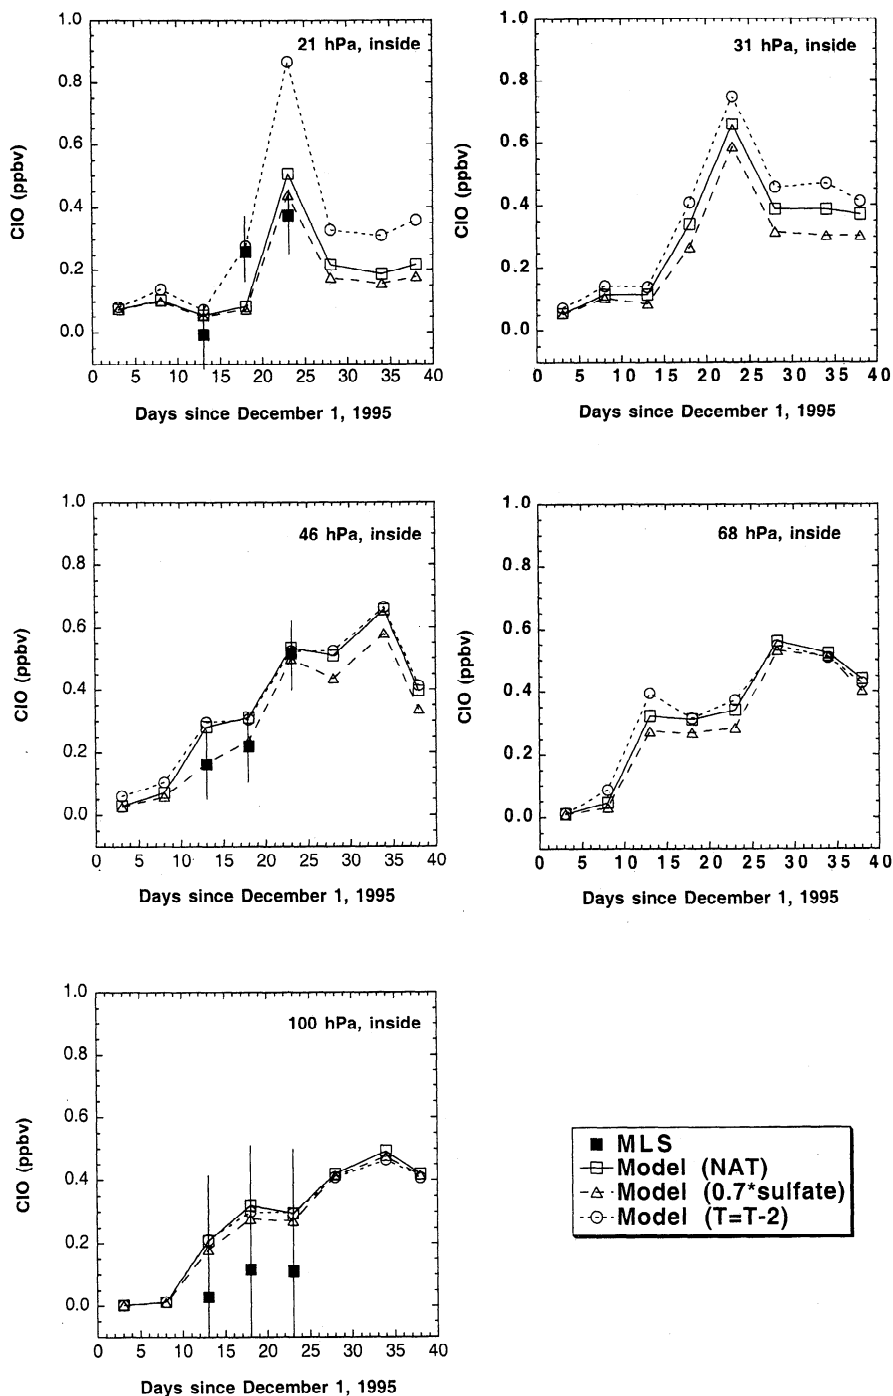 21 hPa, inside
1.0
0.8
0.6
0.4
0.2
0.0
ClO (ppbv)
0 5 10 15 20 25 30 35 40
Days since December 1, 1995
31 hPa, inside
1.0
0.8
0.6
0.4
0.2
0.0
ClO (ppbv)
0 5 10 15 20 25 30 35 40
Days since December 1, 1995
46 hPa, inside
1.0
0.8
0.6
0.4
0.2
0.0
ClO (ppbv)
0 5 10 15 20 25 30 35 40
Days since December 1, 1995
68 hPa, inside
1.0
0.8
0.6
0.4
0.2
0.0
ClO (ppbv)
0 5 10 15 20 25 30 35 40
Days since December 1, 1995
100 hPa, inside
1.0
0.8
0.6
0.4
0.2
0.0
ClO (ppbv)
0 5 10 15 20 25 30 35 40
Days since December 1, 1995
MLS
Model (NAT)
Model (0.7*sulfate)
Model (T=T-2)